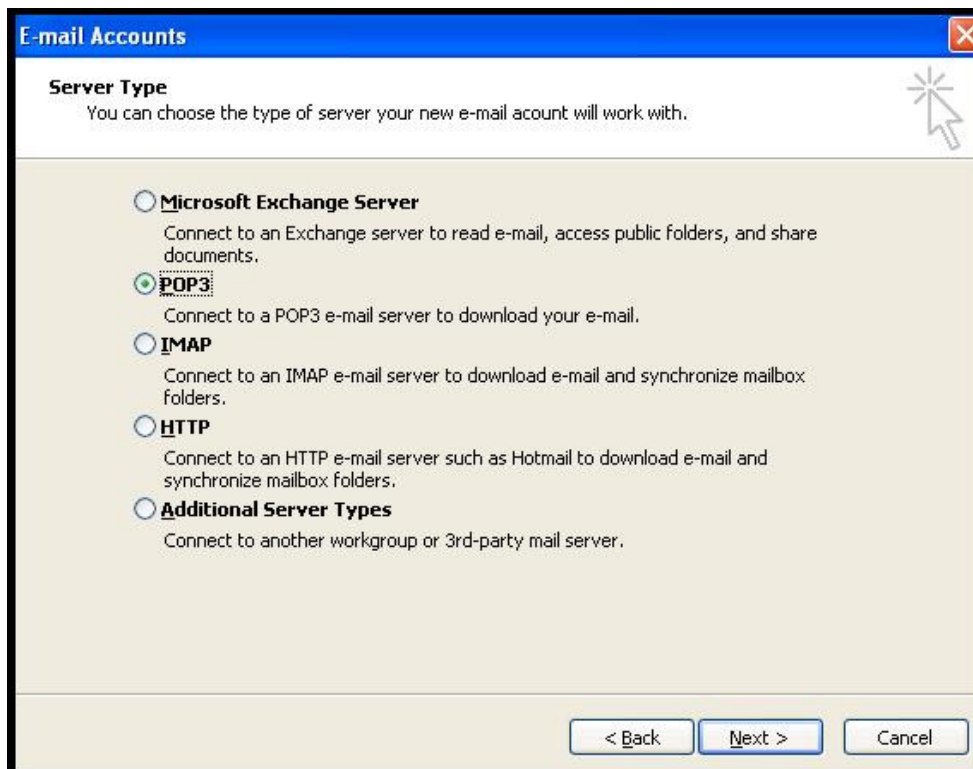 E-mail Accounts
Server Type
You can choose the type of server your new e-mail acount will work with.
Microsoft Exchange Server
Connect to an Exchange server to read e-mail, access public folders, and share
documents.
POP3
Connect to a POP3 e-mail server to download your e-mail.
IMAP
Connect to an IMAP e-mail server to download e-mail and synchronize mailbox
folders.
HTTP
Connect to an HTTP e-mail server such as Hotmail to download e-mail and
synchronize mailbox folders.
Additional Server Types
Connect to another workgroup or 3rd-party mail server.
< Back Next > Cancel